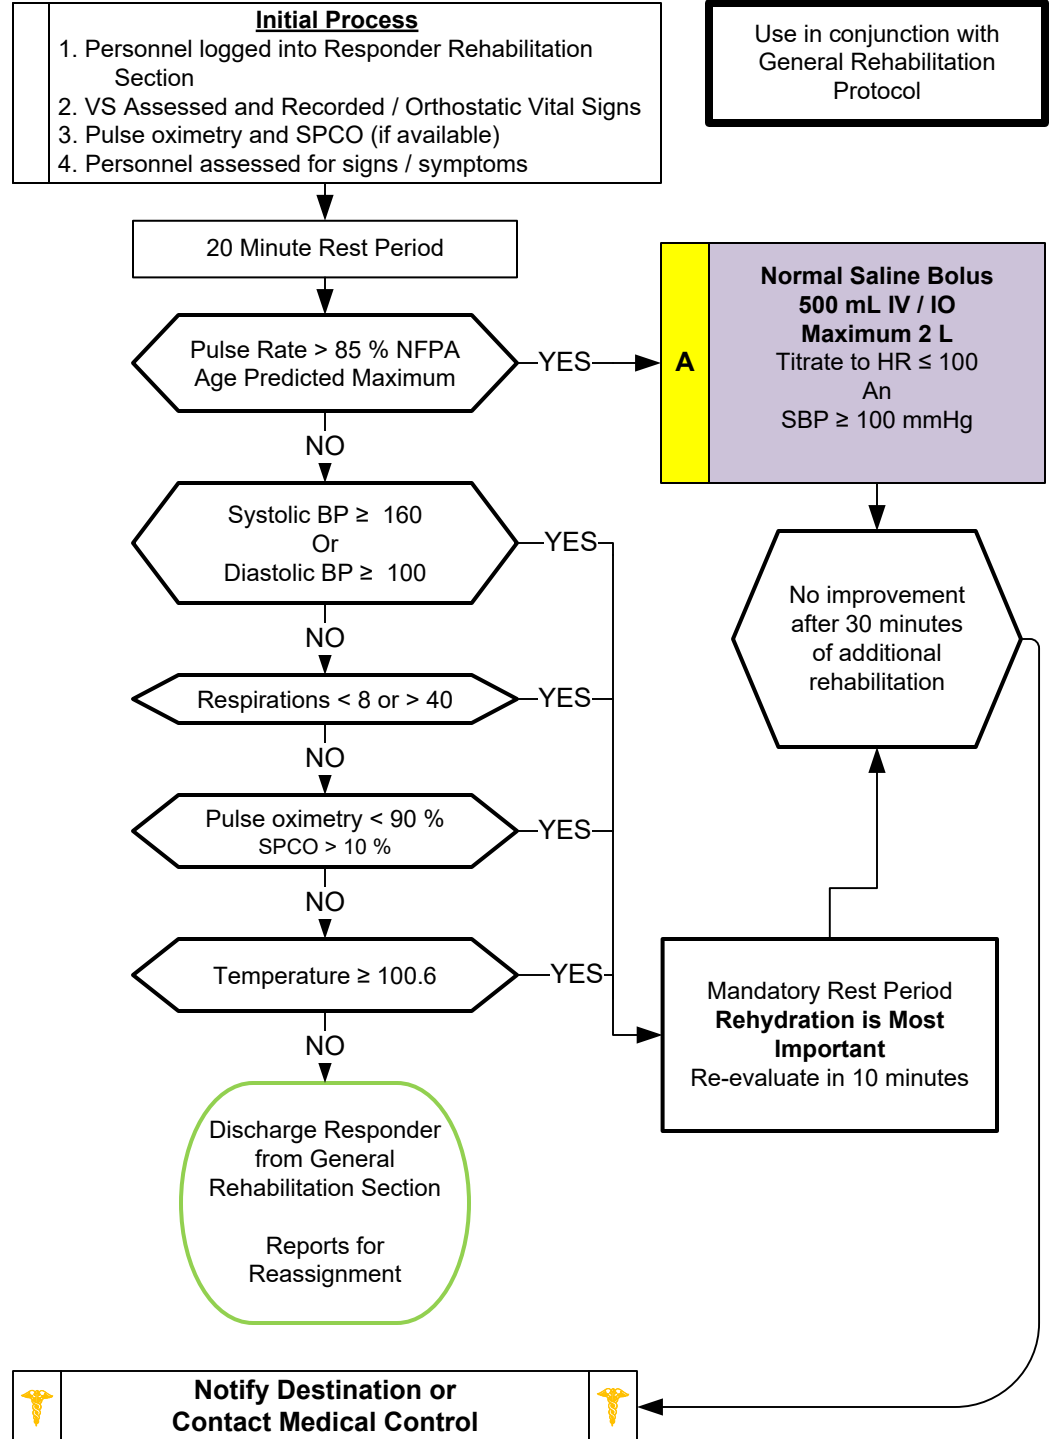 Initial Process
1. Personnel logged into Responder Rehabilitation
Section
2. VS Assessed and Recorded / Orthostatic Vital Signs
3. Pulse oximetry and SPCO (if available)
4. Personnel assessed for signs / symptoms
Use in conjunction with
General Rehabilitation
Protocol
20 Minute Rest Period
Pulse Rate > 85 % NFPA
Age Predicted Maximum
YES
A
Normal Saline Bolus
500 mL IV / IO
Maximum 2 L
Titrate to HR ≤ 100
An
SBP ≥ 100 mmHg
NO
Systolic BP ≥ 160
Or
Diastolic BP ≥ 100
YES
No improvement
after 30 minutes
of additional
rehabilitation
NO
Respirations < 8 or > 40
YES
NO
Pulse oximetry < 90 %
SPCO > 10 %
YES
NO
Temperature ≥ 100.6
YES
Mandatory Rest Period
Rehydration is Most
Important
Re-evaluate in 10 minutes
NO
Discharge Responder
from General
Rehabilitation Section
Reports for
Reassignment
Notify Destination or
Contact Medical Control